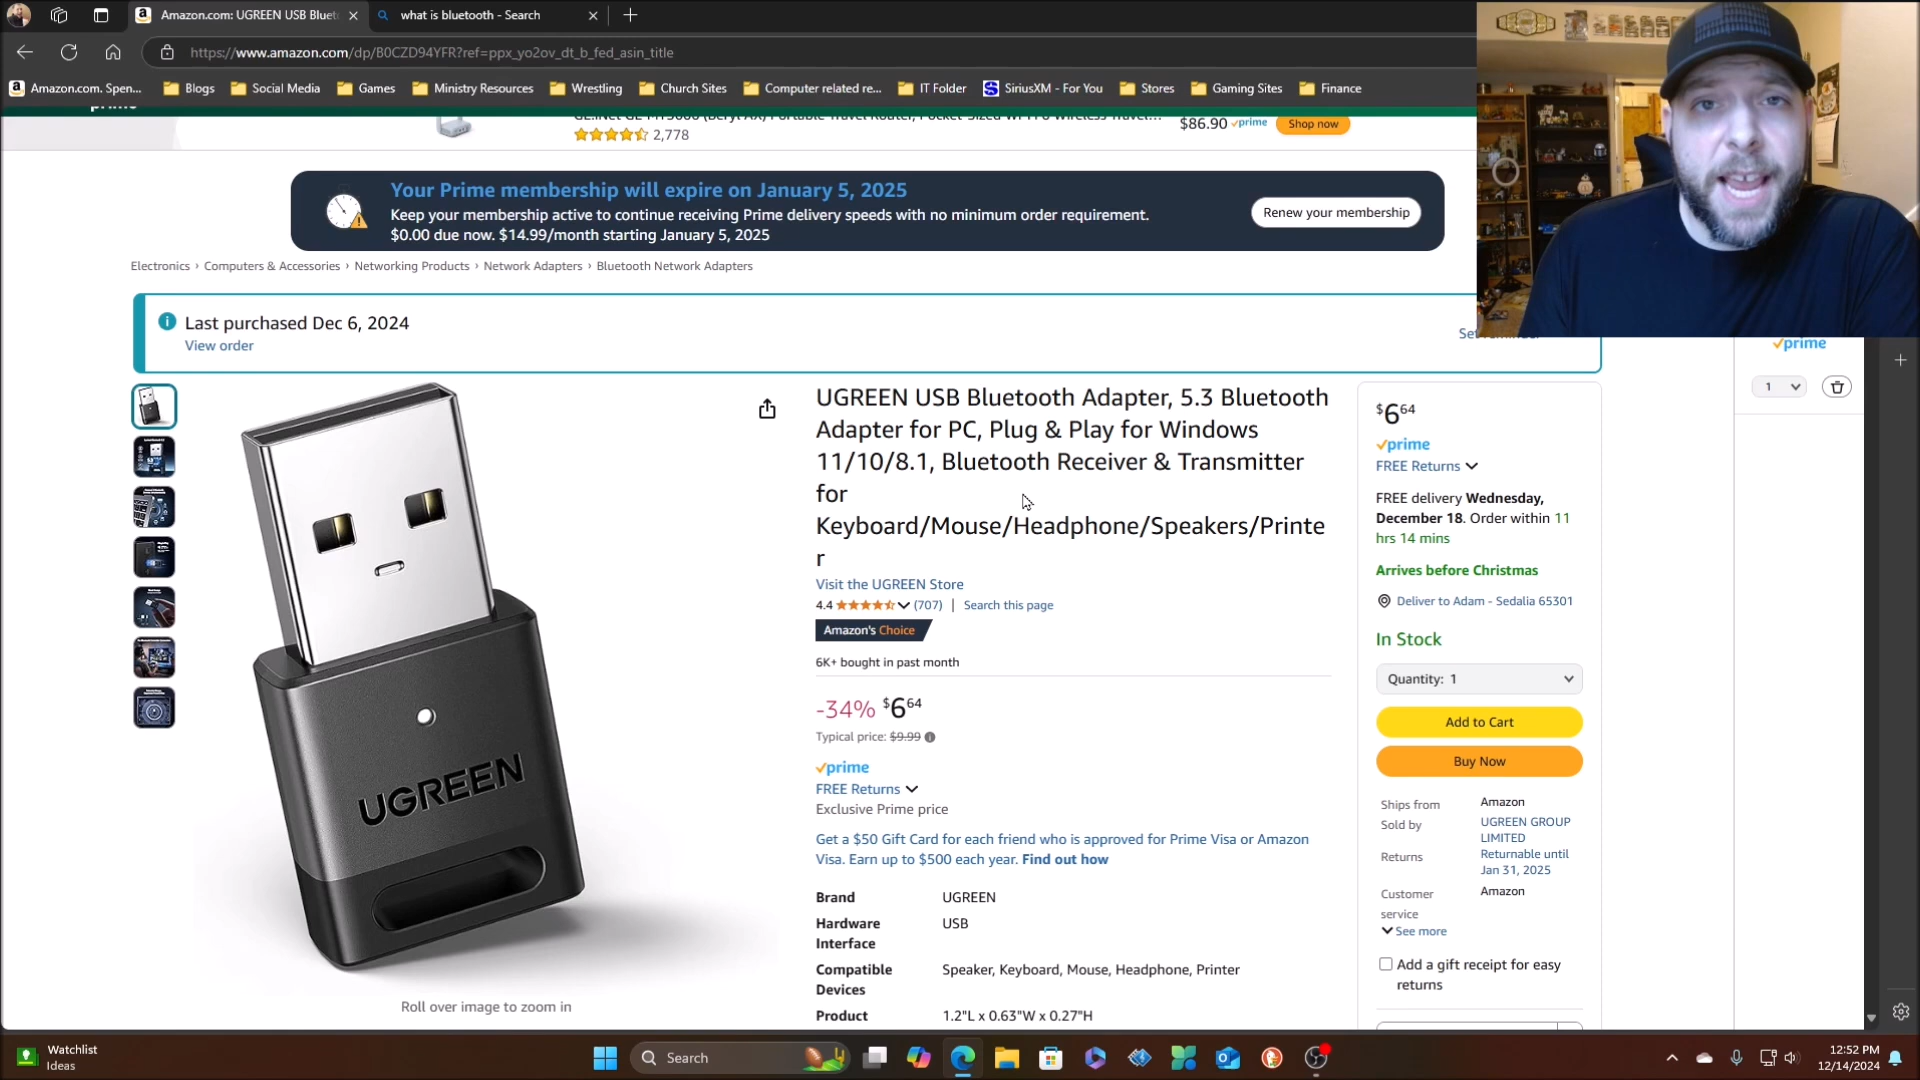 Amazon.com: UGREEN USB Bluet
what is bluetooth - Search
https://www.amazon.com/dp/B0CZD94YFR?ref=ppx_yo2ov_dt_b_fed_asin_title
Amazon.com. Spen...
Blogs
Social Media
Games
Ministry Resources
Wrestling
Church Sites
Computer related re...
IT Folder
SiriusXM - For You
Stores
Gaming Sites
Finance
prime
2,778
$86.90 prime
Shop now
Your Prime membership will expire on January 5, 2025
Keep your membership active to continue receiving Prime delivery speeds with no minimum order requirement.
$0.00 due now. $14.99/month starting January 5, 2025
Renew your membership
Electronics › Computers & Accessories › Networking Products › Network Adapters › Bluetooth Network Adapters
Last purchased Dec 6, 2024
View order
prime
1
UGREEN USB Bluetooth Adapter, 5.3 Bluetooth
Adapter for PC, Plug & Play for Windows
11/10/8.1, Bluetooth Receiver & Transmitter
for
Keyboard/Mouse/Headphone/Speakers/Printe
r
Visit the UGREEN Store
4.4 (707) | Search this page
Amazon's Choice
6K+ bought in past month
-34% $6 64
Typical price: $9.99
prime
FREE Returns
Exclusive Prime price
Get a $50 Gift Card for each friend who is approved for Prime Visa or Amazon
Visa. Earn up to $500 each year. Find out how
Brand UGREEN
Hardware Interface USB
Compatible Devices Speaker, Keyboard, Mouse, Headphone, Printer
Product 1.2"L x 0.63"W x 0.27"H
UGREEN
Roll over image to zoom in
$6 64
prime
FREE Returns
FREE delivery Wednesday,
December 18. Order within 11
hrs 14 mins
Arrives before Christmas
Deliver to Adam - Sedalia 65301
In Stock
Quantity: 1
Add to Cart
Buy Now
Ships from Amazon
Sold by UGREEN GROUP
LIMITED
Returns Returnable until
Jan 31, 2025
Customer service Amazon
See more
Add a gift receipt for easy
returns
Watchlist
Ideas
Search
12:52 PM
12/14/2024